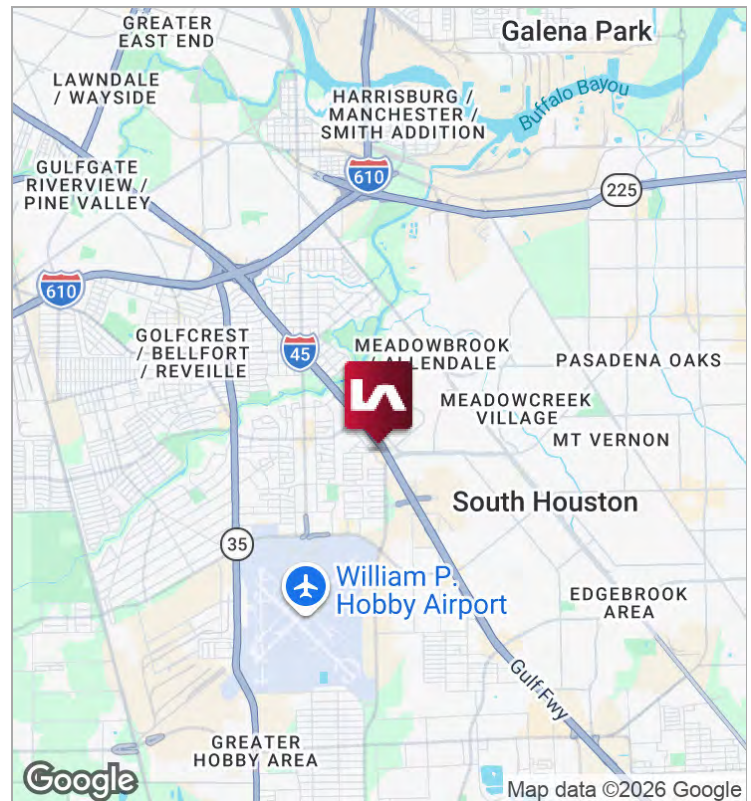 GREATER
EAST END
Galena Park
LAWNDALE
/ WAYSIDE
HARRISBURG /
MANCHESTER /
SMITH ADDITION
Buffalo Bayou
GULFGATE
RIVERVIEW /
PINE VALLEY
610
225
610
GOLFCREST
/ BELLFORT
/ REVEILLE
45
MEADOWBROOK
/ ALLENDALE
PASADENA OAKS
MEADOWCREEK
VILLAGE
MT VERNON
South Houston
35
William P.
Hobby Airport
EDGEBROOK
AREA
Gulf Fwy
GREATER
HOBBY AREA
Google
Map data ©2026 Google